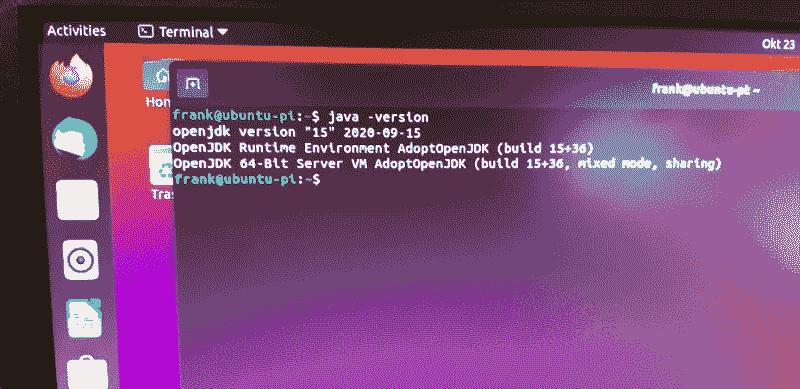 Activities
Terminal
Okt 23
frank@ubuntu-pi: ~
frank@ubuntu-pi:~$ java -version
openjdk version "15" 2020-09-15
OpenJDK Runtime Environment AdoptOpenJDK (build 15+36)
OpenJDK 64-Bit Server VM AdoptOpenJDK (build 15+36, mixed mode, sharing)
frank@ubuntu-pi:~$
Hom
Tras